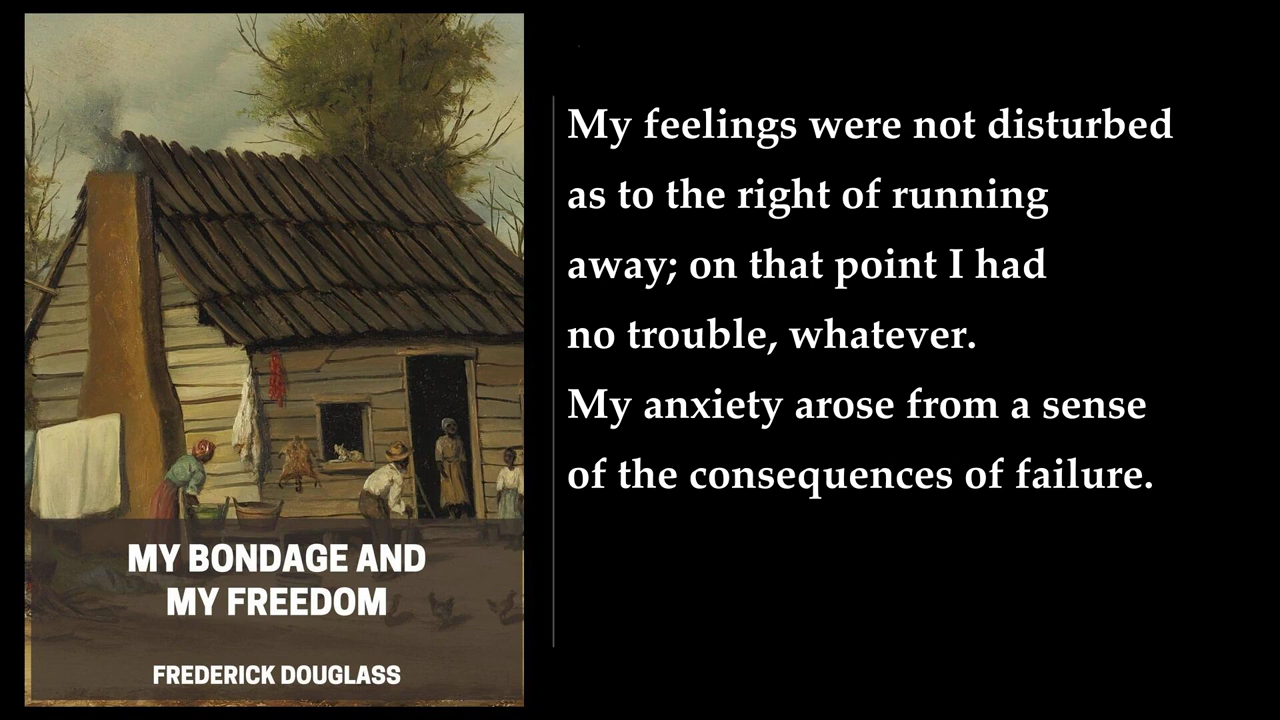 MY BONDAGE AND
MY FREEDOM
FREDERICK DOUGLASS
My feelings were not disturbed
as to the right of running
away; on that point I had
no trouble, whatever.
My anxiety arose from a sense
of the consequences of failure.